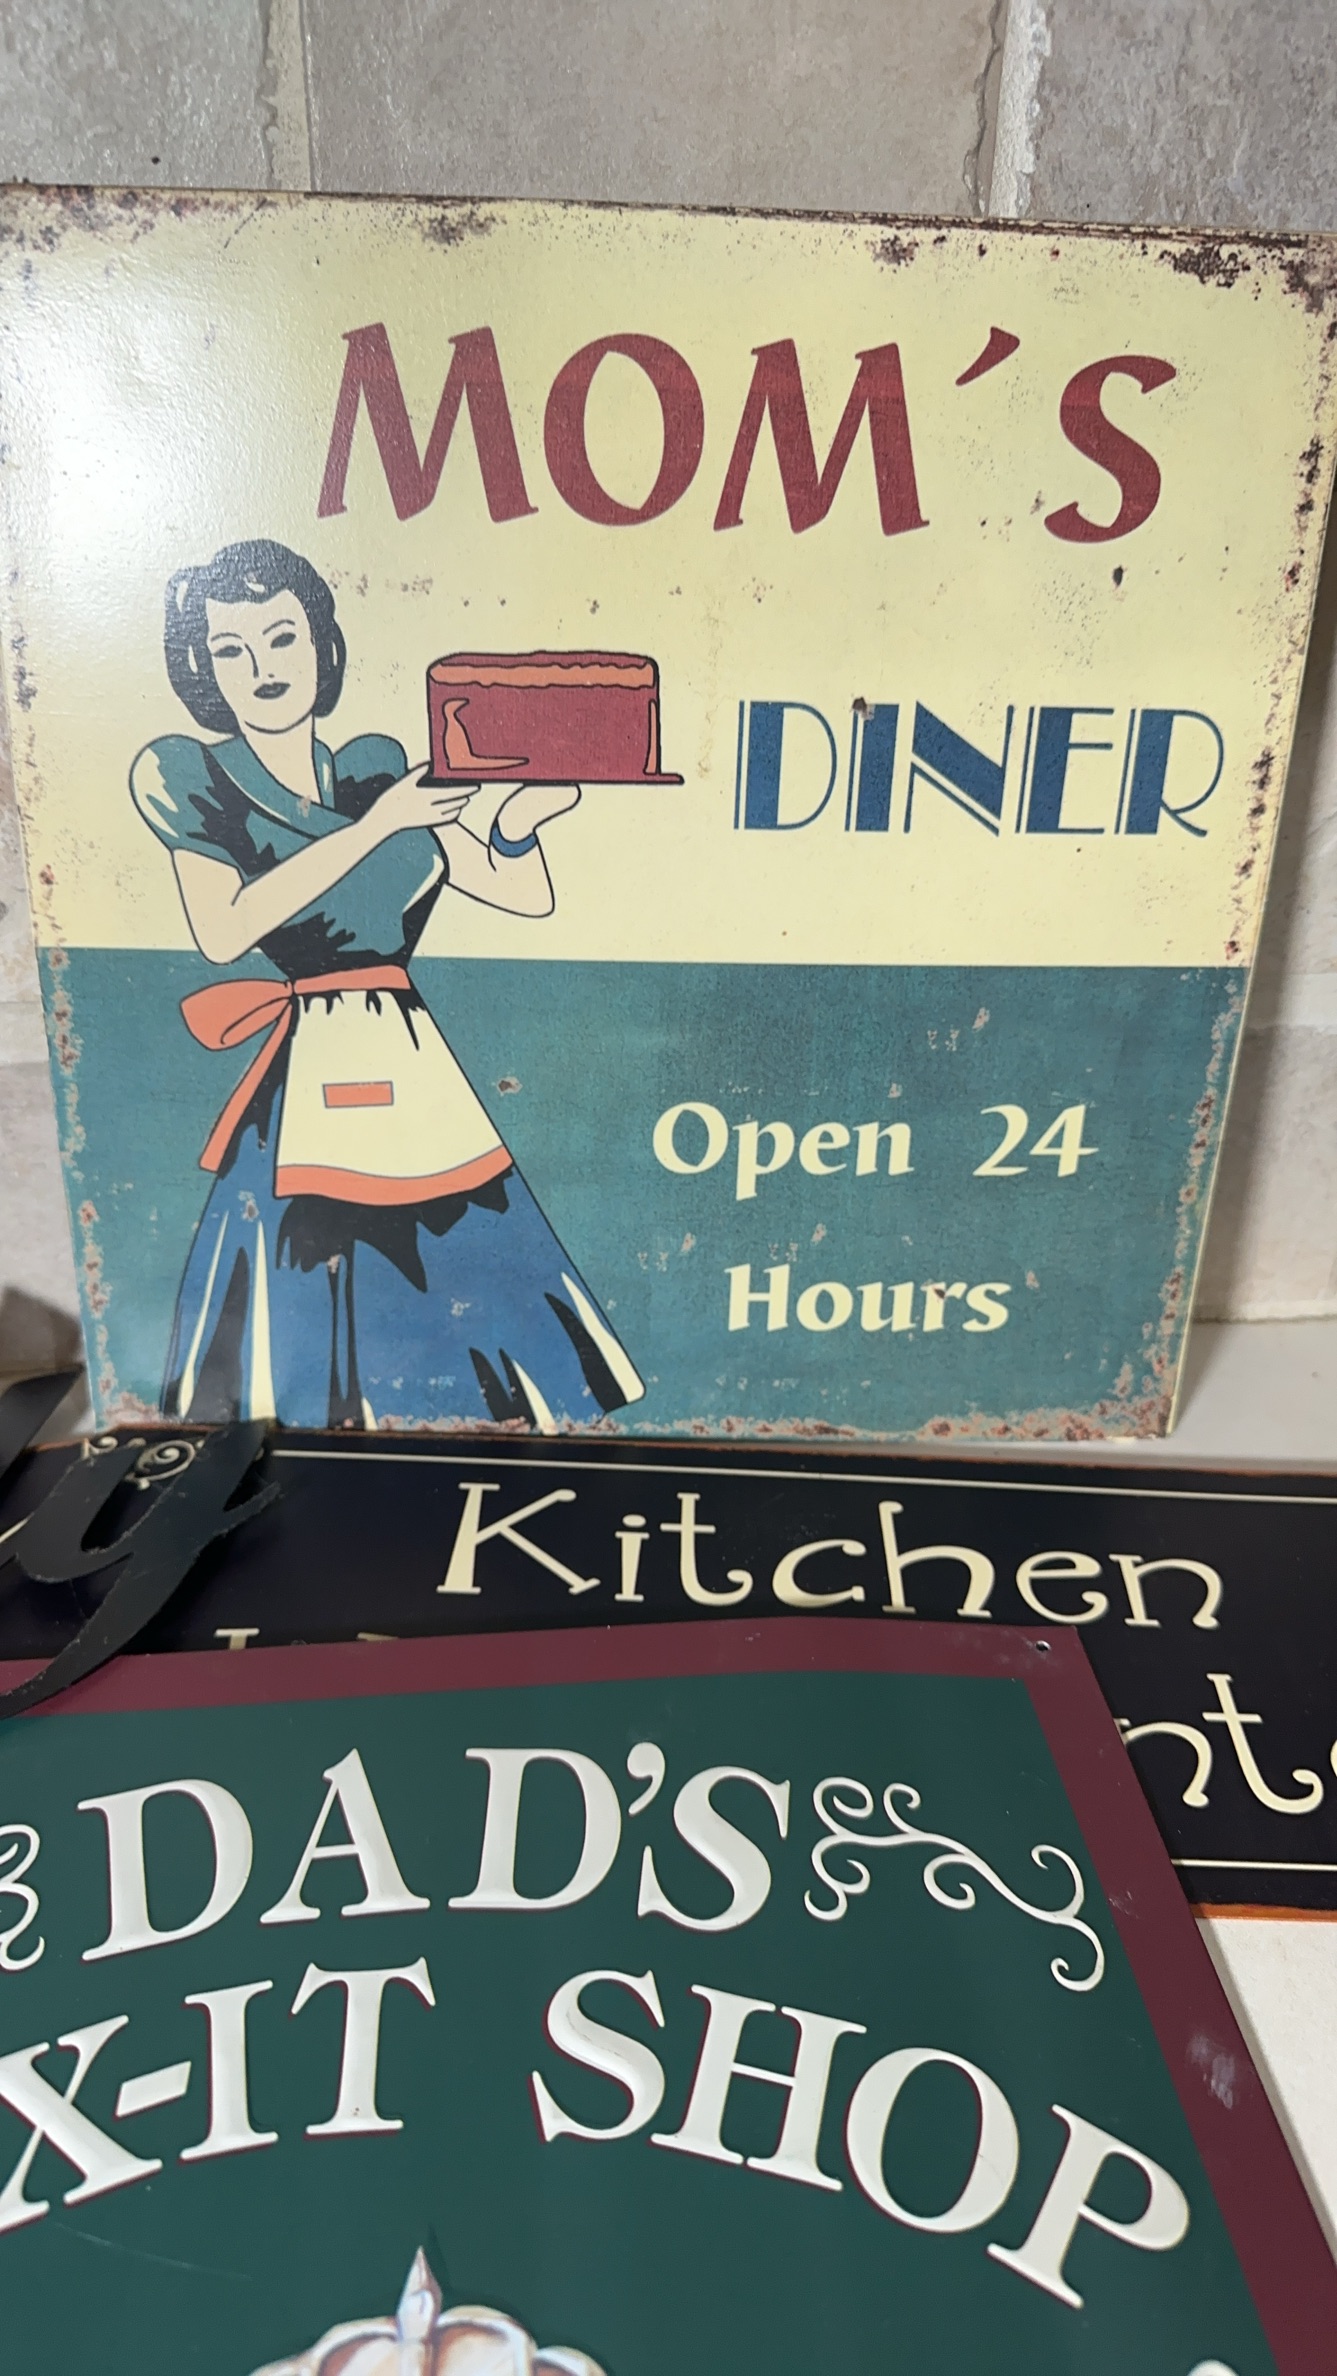 MOM'S
DINER
Open 24
Hours
Kitchen
DAD'S
X-IT SHOP